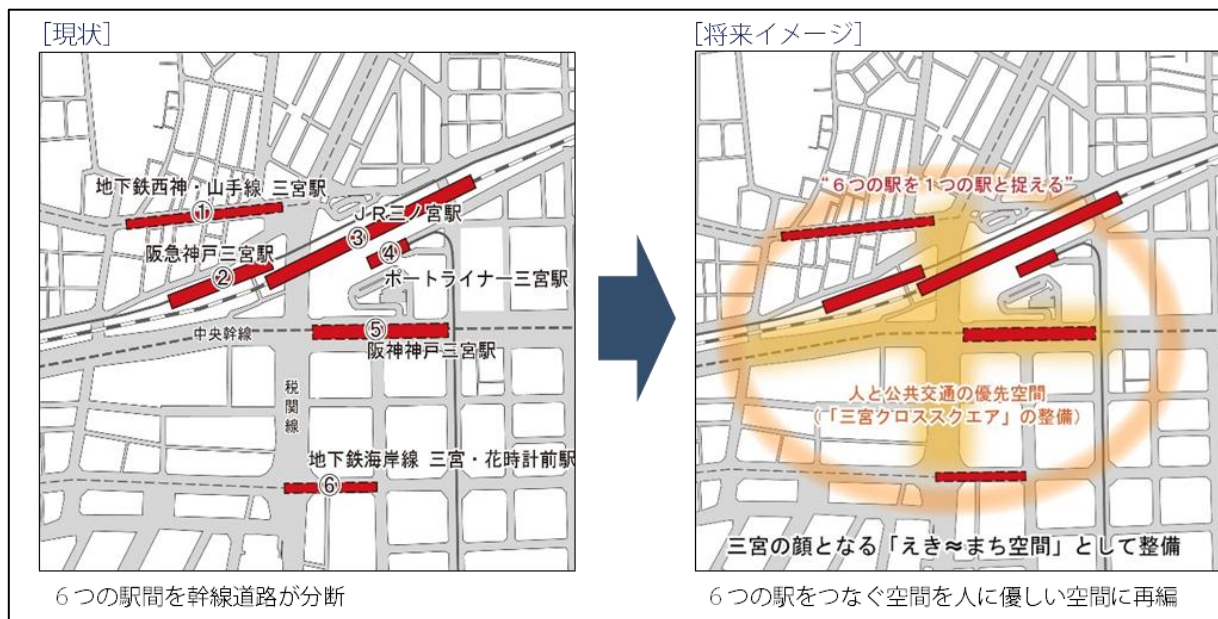 ［現状］
地下鉄西神・山手線 三宮駅
①
JR三ノ宮駅
③
阪急神戸三宮駅
②
④
ポートライナー三宮駅
中央幹線
⑤
阪神神戸三宮駅
税関線
地下鉄海岸線 三宮・花時計前駅
⑥
６つの駅間を幹線道路が分断
［将来イメージ］
“６つの駅を１つの駅と捉える”
人と公共交通の優先空間
（「三宮クロススクエア」の整備）
三宮の顔となる「えき≈まち空間」として整備
６つの駅をつなぐ空間を人に優しい空間に再編